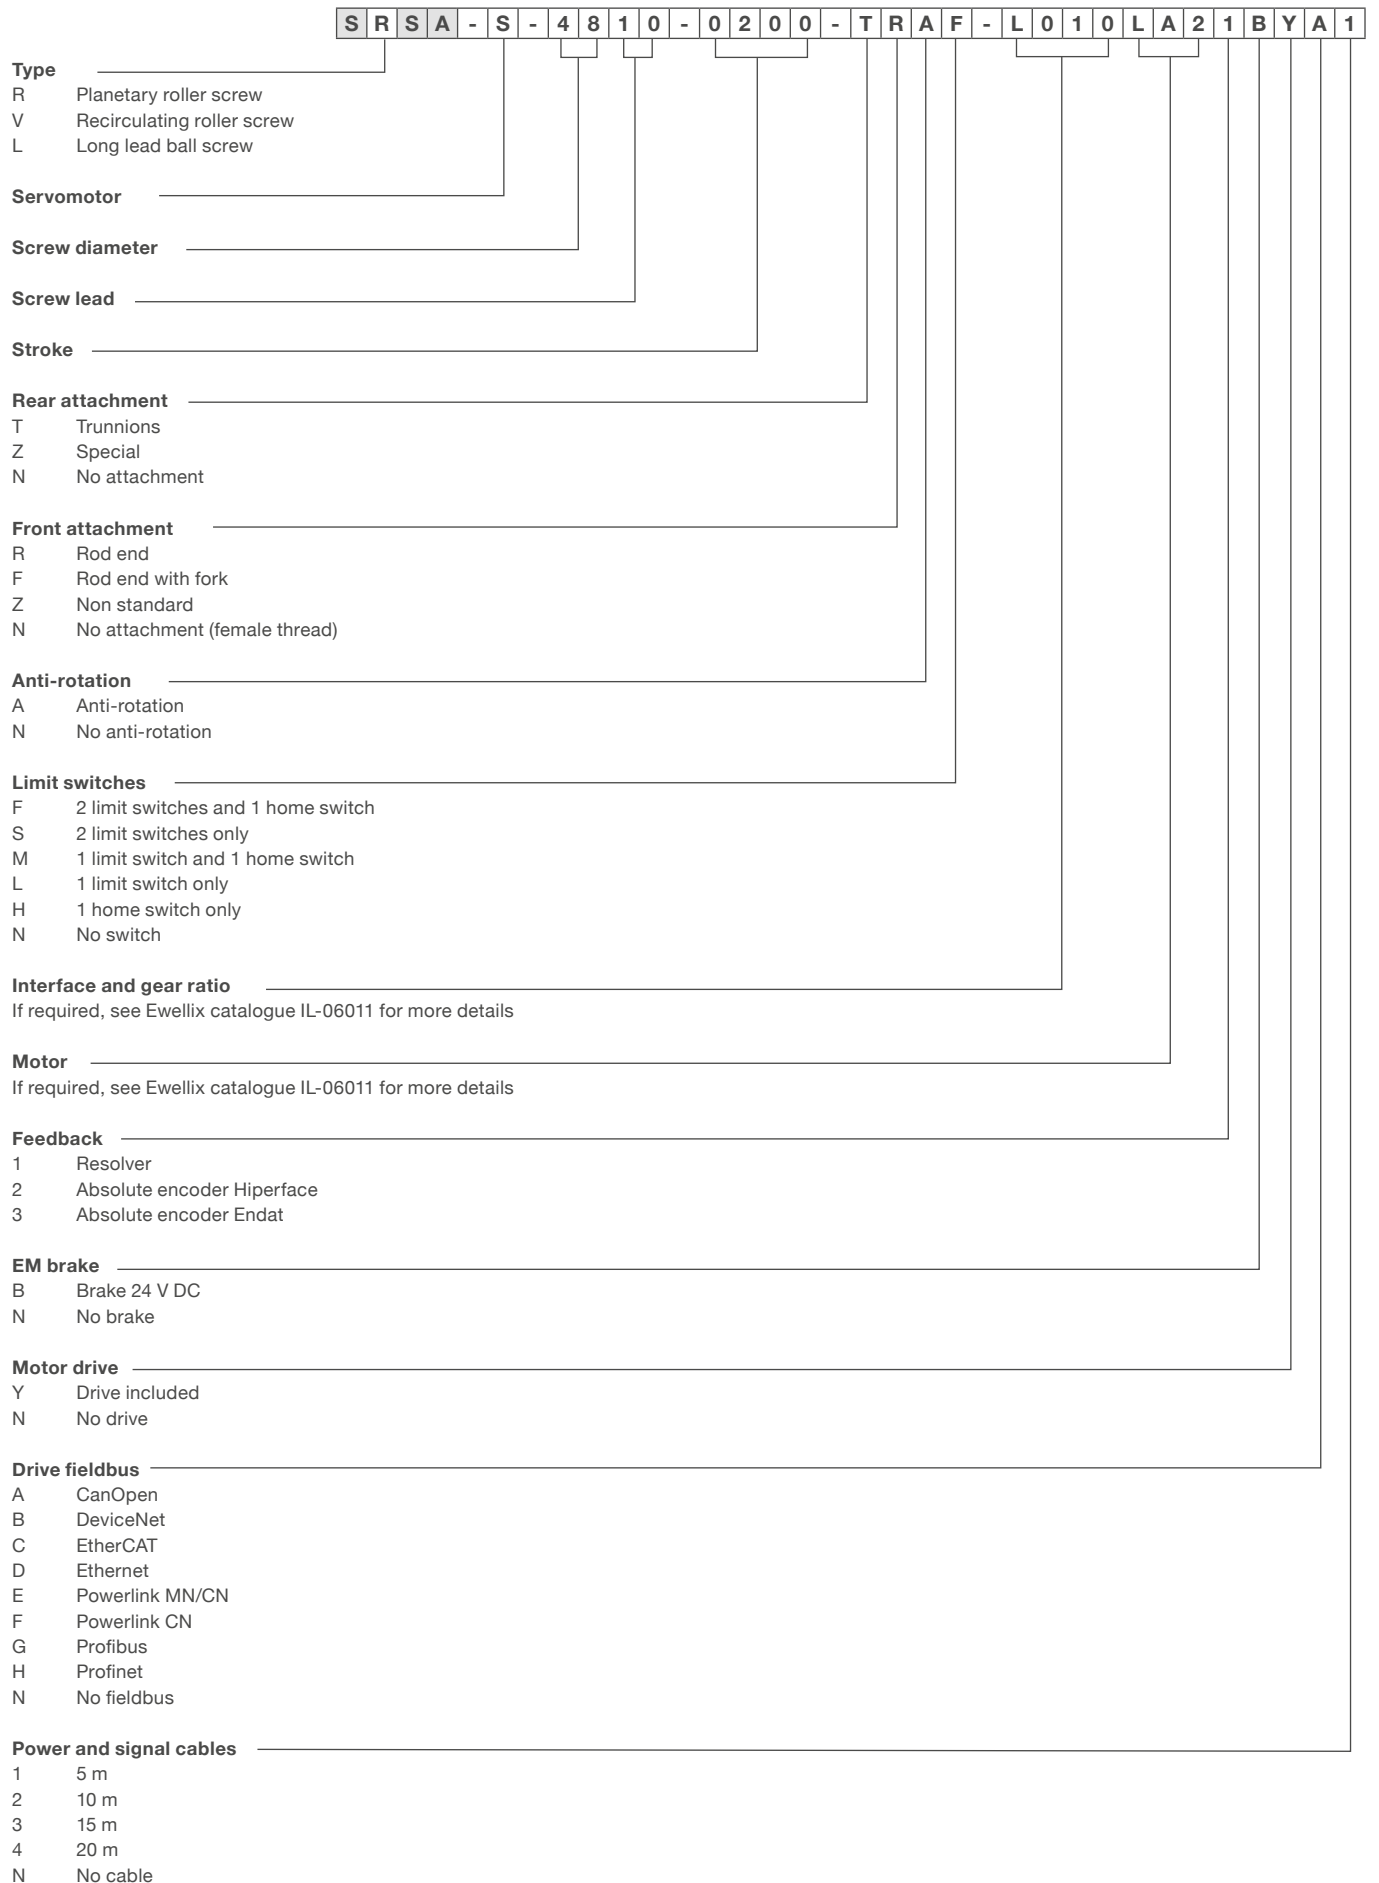 SRSA-S-4810-0200-TRAF-L010LA21BYA1
Type
R Planetary roller screw
V Recirculating roller screw
L Long lead ball screw
Servomotor
Screw diameter
Screw lead
Stroke
Rear attachment
T Trunnions
Z Special
N No attachment
Front attachment
R Rod end
F Rod end with fork
Z Non standard
N No attachment (female thread)
Anti-rotation
A Anti-rotation
N No anti-rotation
Limit switches
F 2 limit switches and 1 home switch
S 2 limit switches only
M 1 limit switch and 1 home switch
L 1 limit switch only
H 1 home switch only
N No switch
Interface and gear ratio
If required, see Ewellix catalogue IL-06011 for more details
Motor
If required, see Ewellix catalogue IL-06011 for more details
Feedback
1 Resolver
2 Absolute encoder Hiperface
3 Absolute encoder Endat
EM brake
B Brake 24 V DC
N No brake
Motor drive
Y Drive included
N No drive
Drive fieldbus
A CanOpen
B DeviceNet
C EtherCAT
D Ethernet
E Powerlink MN/CN
F Powerlink CN
G Profibus
H Profinet
N No fieldbus
Power and signal cables
1 5 m
2 10 m
3 15 m
4 20 m
N No cable